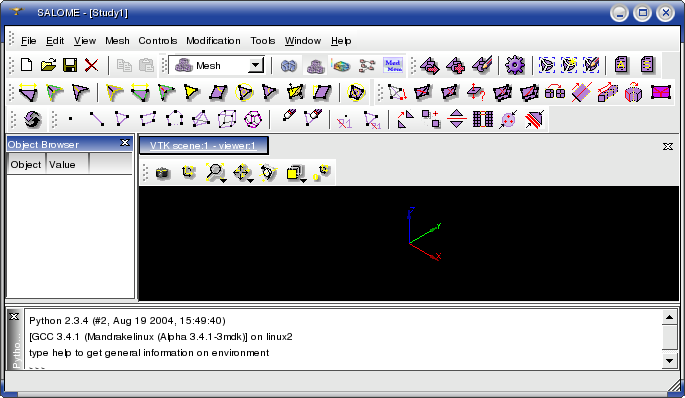 SALOME - [Study1]
File Edit View Mesh Controls Modification Tools Window Help
Mesh
Object Browser
VTK scene:1 - viewer:1
Object Value
Z
Y
X
Python 2.3.4 (#2, Aug 19 2004, 15:49:40)
[GCC 3.4.1 (Mandrakelinux (Alpha 3.4.1-3mdk)] on linux2
type help to get general information on environment
Pytho...